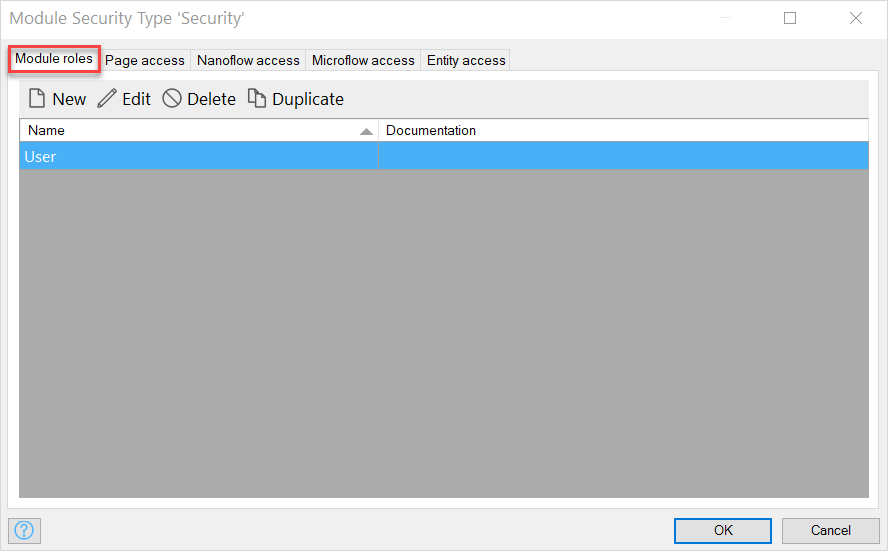 Module Security Type 'Security'
Module roles Page access Nanoflow access Microflow access Entity access
New Edit Delete Duplicate
Name Documentation
User
? OK Cancel